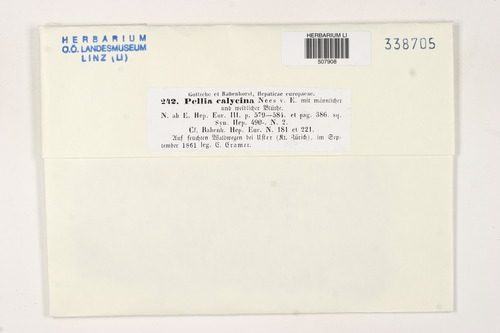 HERBARIUM
O.Ö. LANDESMUSEUM
LINZ (LI)
HERBARIUM LI
507908
338705
Gottsche et Rabenhorst, Hepaticae europaeae.
242. Pellia calycina Nees v. E. mit männlicher
und weiblicher Blüthe.
N. ab E. Hep. Eur. III. p. 579—584. et pag. 386. sq.
Syn. Hep. 490. N. 2.
Cf. Rabenh. Hep. Eur. N. 181 et 221.
Auf feuchten Waldwegen bei Uster (Kt. Zürich), im Sep-
tember 1861 leg. C. Cramer.